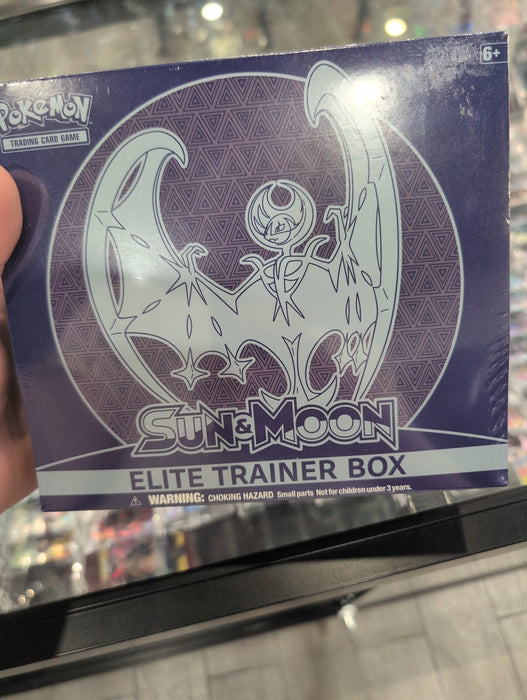 6+
POKÉMON
TRADING CARD GAME
SUN & MOON
ELITE TRAINER BOX
⚠ WARNING: CHOKING HAZARD Small parts Not for children under 3 years.